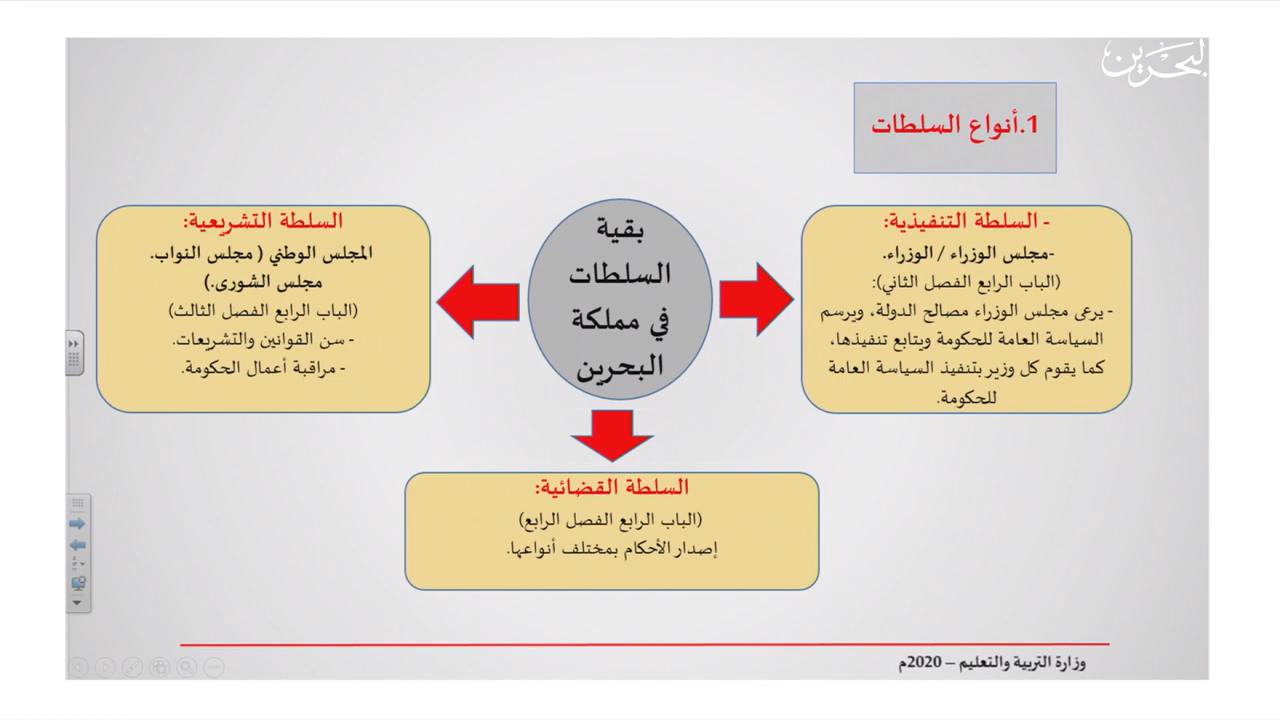 البحرين
1.أنواع السلطات
- السلطة التنفيذية:
-مجلس الوزراء / الوزراء.
(الباب الرابع الفصل الثاني):
- يرعى مجلس الوزراء مصالح الدولة، ويرسم
السياسة العامة للحكومة ويتابع تنفيذها،
كما يقوم كل وزير بتنفيذ السياسة العامة
للحكومة.
بقية
السلطات
في مملكة
البحرين
السلطة التشريعية:
المجلس الوطني ( مجلس النواب.
مجلس الشورى.)
(الباب الرابع الفصل الثالث)
- سن القوانين والتشريعات.
- مراقبة أعمال الحكومة.
السلطة القضائية:
(الباب الرابع الفصل الرابع)
إصدار الأحكام بمختلف أنواعها.
وزارة التربية والتعليم – 2020م